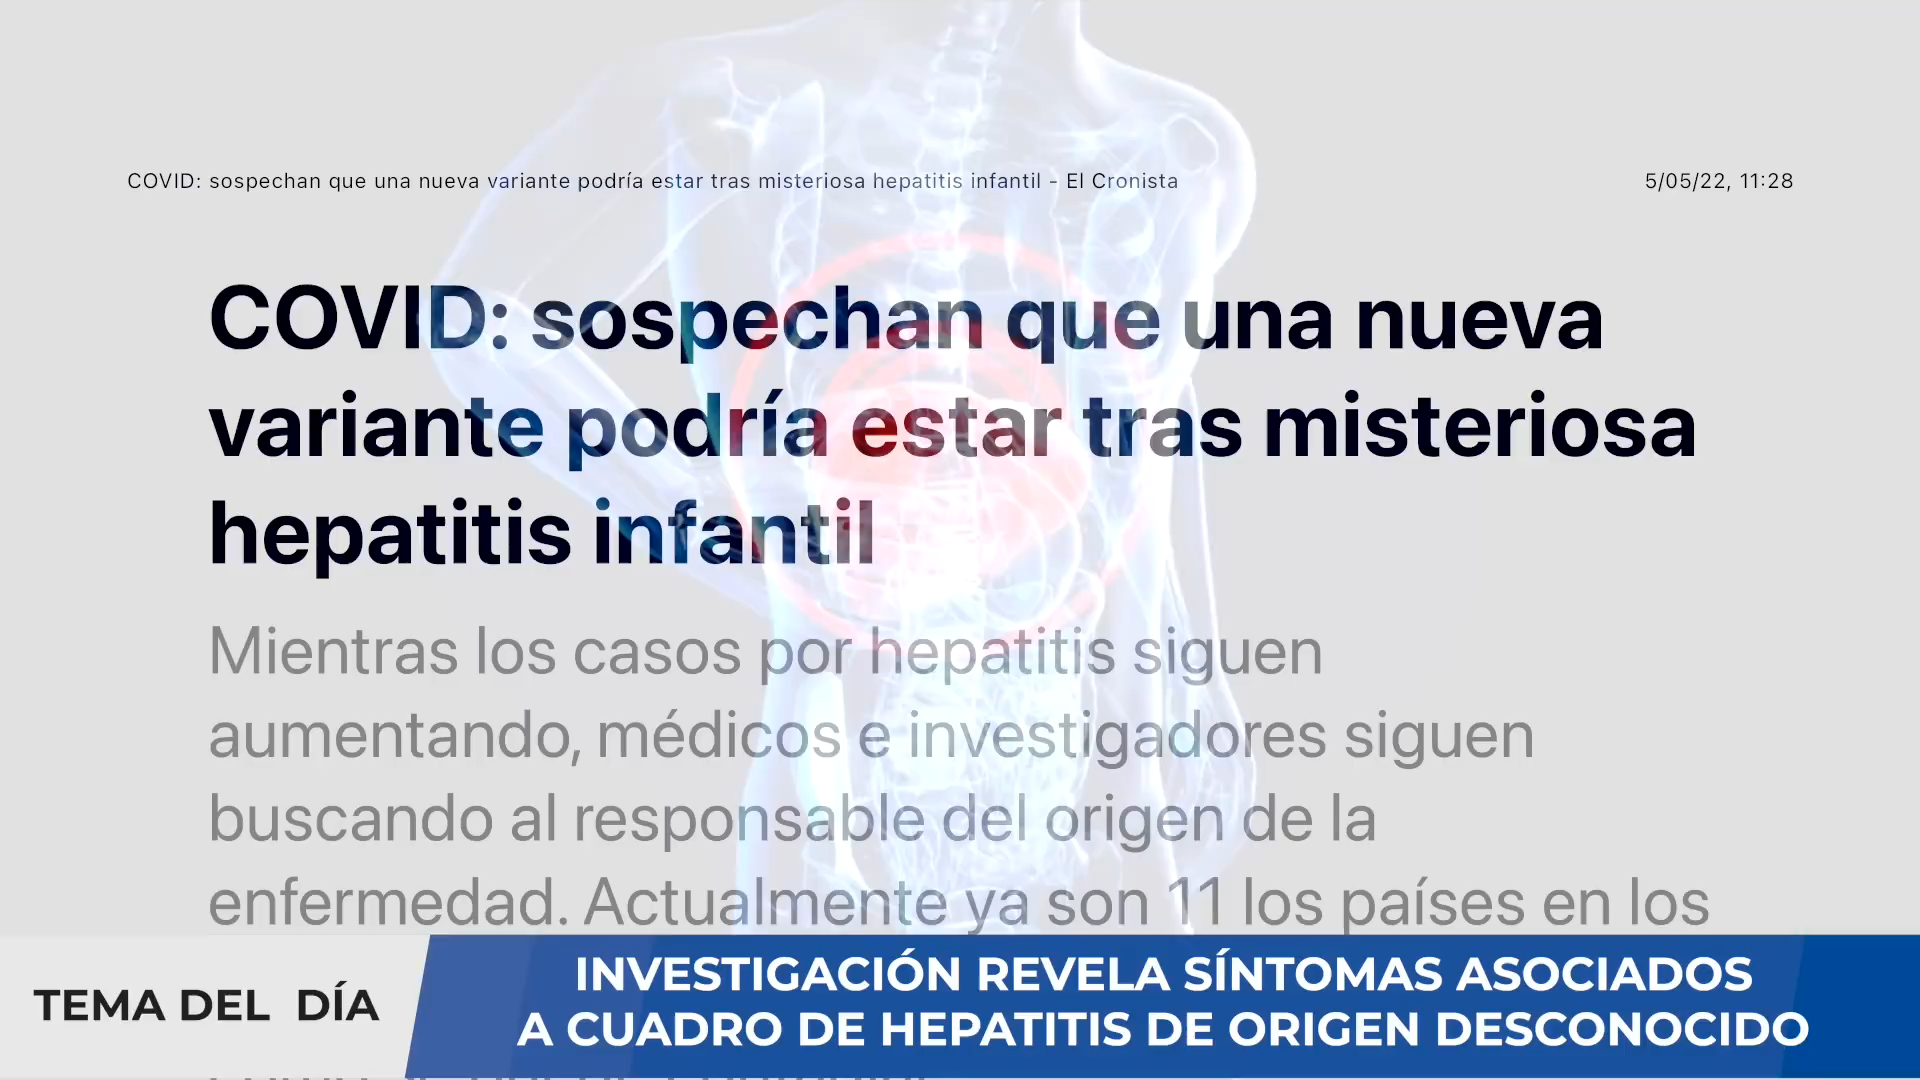 COVID: sospechan que una nueva variante podría estar tras misteriosa hepatitis infantil - El Cronista
5/05/22, 11:28
COVID: sospechan que una nueva
variante podría estar tras misteriosa
hepatitis infantil
Mientras los casos por hepatitis siguen
aumentando, médicos e investigadores siguen
buscando al responsable del origen de la
enfermedad. Actualmente ya son 11 los países en los
TEMA DEL DÍA
INVESTIGACIÓN REVELA SÍNTOMAS ASOCIADOS
A CUADRO DE HEPATITIS DE ORIGEN DESCONOCIDO